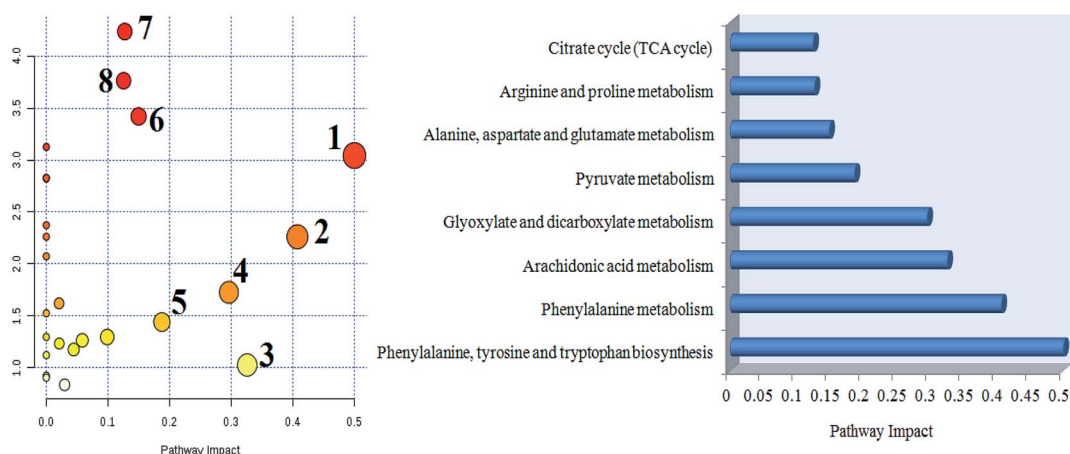 7
8
6
1
2
4
5
3
4.0
3.5
3.0
2.5
2.0
1.5
1.0
0.0 0.1 0.2 0.3 0.4 0.5
Pathway Impact
Citrate cycle (TCA cycle)
Arginine and proline metabolism
Alanine, aspartate and glutamate metabolism
Pyruvate metabolism
Glyoxylate and dicarboxylate metabolism
Arachidonic acid metabolism
Phenylalanine metabolism
Phenylalanine, tyrosine and tryptophan biosynthesis
0 0.05 0.1 0.15 0.2 0.25 0.3 0.35 0.4 0.45 0.5
Pathway Impact